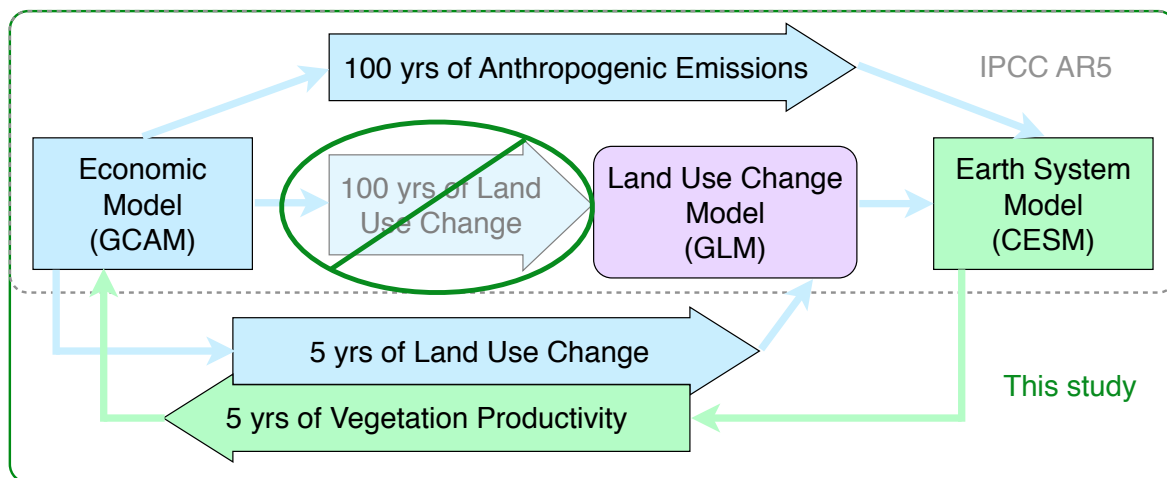 100 yrs of Anthropogenic Emissions
IPCC AR5
Economic
Model
(GCAM)
100 yrs of Land
Use Change
Land Use Change
Model
(GLM)
Earth System
Model
(CESM)
5 yrs of Land Use Change
This study
5 yrs of Vegetation Productivity